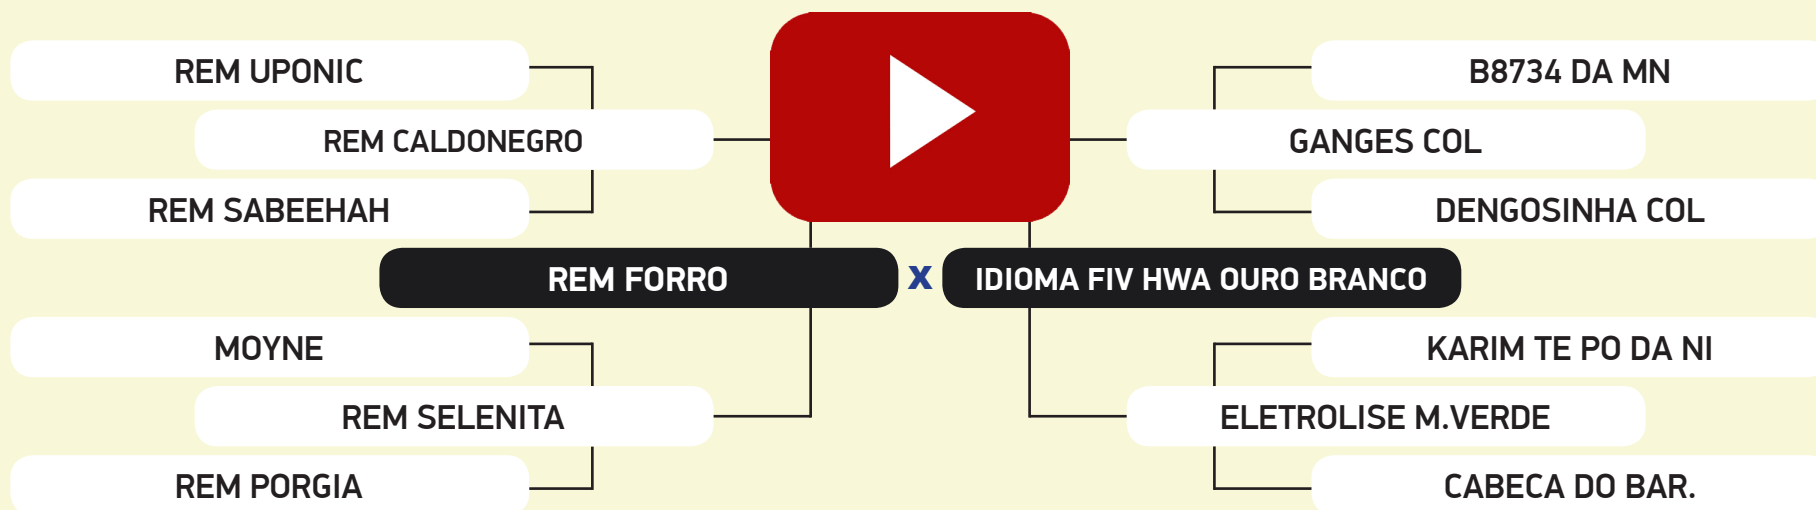 REM UPONIC
REM CALDONEGRO
REM SABEEHAH
B8734 DA MN
GANGES COL
DENGOSINHA COL
REM FORRO X IDIOMA FIV HWA OURO BRANCO
MOYNE
REM SELENITA
REM PORGIA
KARIM TE PO DA NI
ELETROLISE M.VERDE
CABECA DO BAR.